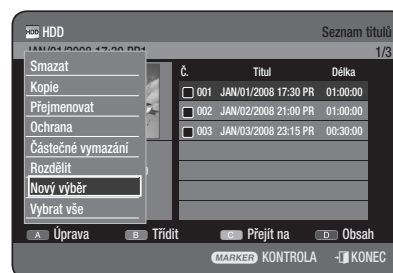 HDD HDD Seznam titulů
JAN/01/2008 17:30 PR1 1/3
Smazat
Kopie
Přejmenovat
Ochrana
Částečné vymazání
Rozdělit
Nový výběr
Vybrat vše
Č. Titul Délka
001 JAN/01/2008 17:30 PR 01:00:00
002 JAN/02/2008 21:00 PR 01:00:00
003 JAN/03/2008 23:15 PR 00:30:00
A Úprava B Třídit C Přejít na D Obsah
MARKER KONTROLA KONEC